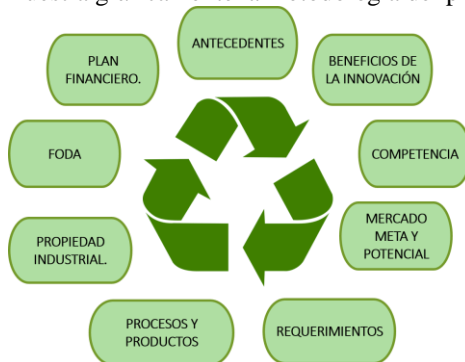 ANTECEDENTES
BENEFICIOS DE
LA INNOVACIÓN
COMPETENCIA
MERCADO
META Y
POTENCIAL
REQUERIMIENTOS
PROCESOS Y
PRODUCTOS
PROPIEDAD
INDUSTRIAL.
FODA
PLAN
FINANCIERO.